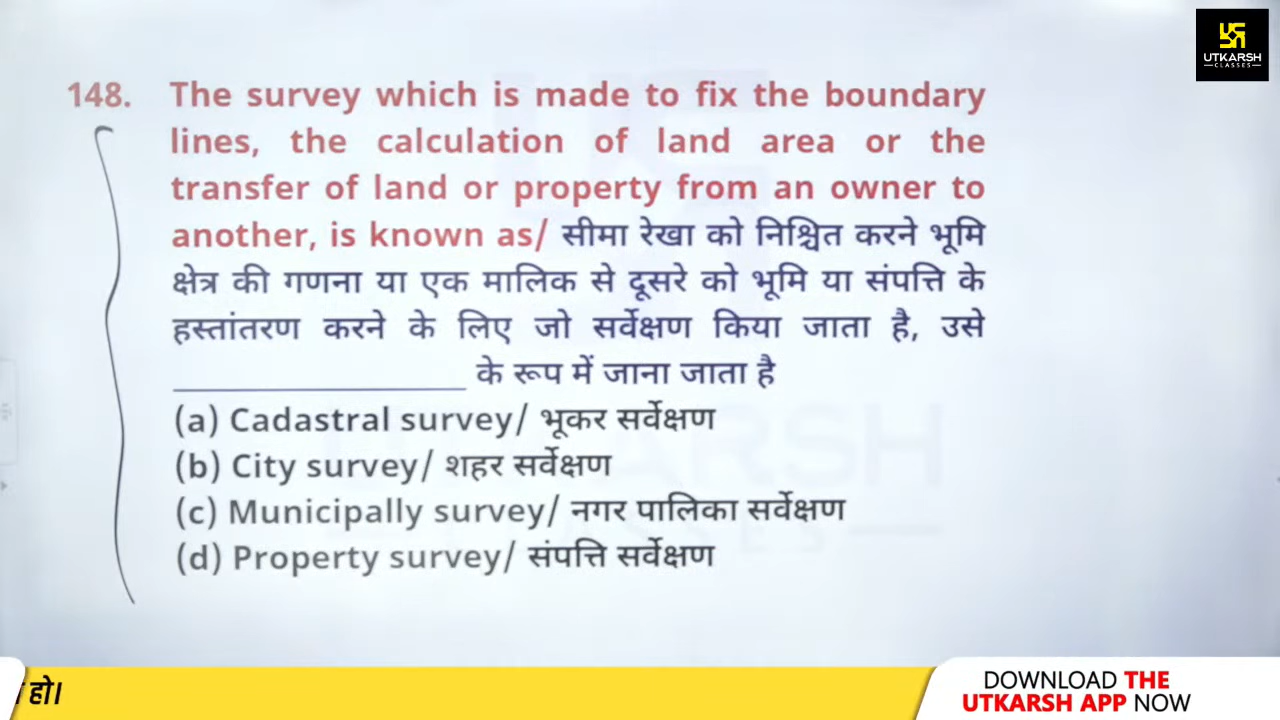 UTKARSH
CLASSES
148. The survey which is made to fix the boundary
lines, the calculation of land area or the
transfer of land or property from an owner to
another, is known as/ सीमा रेखा को निश्चित करने भूमि
क्षेत्र की गणना या एक मालिक से दूसरे को भूमि या संपत्ति के
हस्तांतरण करने के लिए जो सर्वेक्षण किया जाता है, उसे
____________________ के रूप में जाना जाता है
(a) Cadastral survey/ भूकर सर्वेक्षण
(b) City survey/ शहर सर्वेक्षण
(c) Municipally survey/ नगर पालिका सर्वेक्षण
(d) Property survey/ संपत्ति सर्वेक्षण
हो।
DOWNLOAD THE
UTKARSH APP NOW